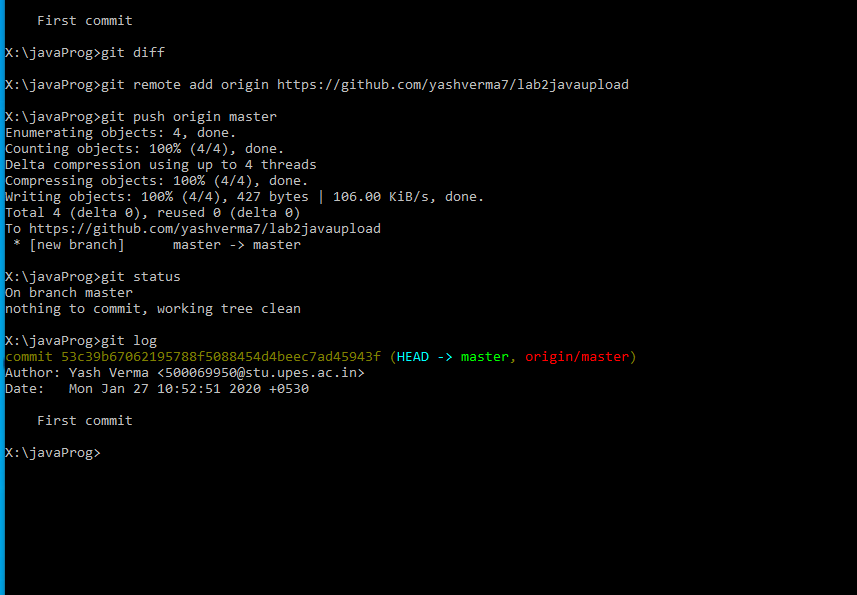 First commit
X:\javaProg>git diff
X:\javaProg>git remote add origin https://github.com/yashverma7/lab2javaupload
X:\javaProg>git push origin master
Enumerating objects: 4, done.
Counting objects: 100% (4/4), done.
Delta compression using up to 4 threads
Compressing objects: 100% (4/4), done.
Writing objects: 100% (4/4), 427 bytes | 106.00 KiB/s, done.
Total 4 (delta 0), reused 0 (delta 0)
To https://github.com/yashverma7/lab2javaupload
 * [new branch]      master -> master
X:\javaProg>git status
On branch master
nothing to commit, working tree clean
X:\javaProg>git log
commit 53c39b67062195788f5088454d4beec7ad45943f (HEAD -> master, origin/master)
Author: Yash Verma <500069950@stu.upes.ac.in>
Date:   Mon Jan 27 10:52:51 2020 +0530
First commit
X:\javaProg>